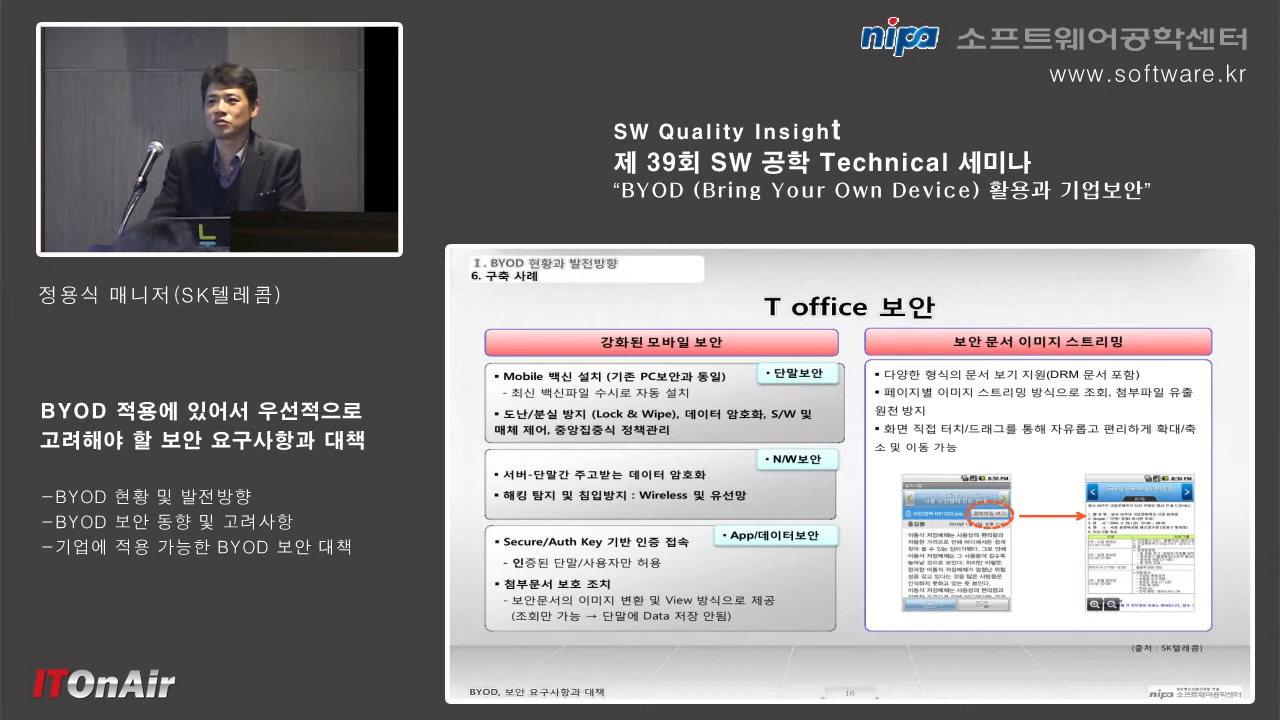 nipa 소프트웨어공학센터
www.software.kr
SW Quality Insight
제 39회 SW 공학 Technical 세미나
“BYOD (Bring Your Own Device) 활용과 기업보안”
정용식 매니저(SK텔레콤)
BYOD 적용에 있어서 우선적으로
고려해야 할 보안 요구사항과 대책
-BYOD 현황 및 발전방향
-BYOD 보안 동향 및 고려사항
-기업에 적용 가능한 BYOD 보안 대책
ITOnAir
Ⅰ. BYOD 현황과 발전방향
6. 구축 사례
T office 보안
강화된 모바일 보안
• 단말보안
▪ Mobile 백신 설치 (기존 PC보안과 동일)
- 최신 백신파일 수시로 자동 설치
▪ 도난/분실 방지 (Lock & Wipe), 데이터 암호화, S/W 및
매체 제어, 중앙집중식 정책관리
• N/W보안
▪ 서버-단말간 주고받는 데이터 암호화
▪ 해킹 탐지 및 침입방지 : Wireless 및 유선망
• App/데이터보안
▪ Secure/Auth Key 기반 인증 접속
- 인증된 단말/사용자만 허용
▪ 첨부문서 보호 조치
- 보안문서의 이미지 변환 및 View 방식으로 제공
(조회만 가능 → 단말에 Data 저장 안됨)
보안 문서 이미지 스트리밍
▪ 다양한 형식의 문서 보기 지원(DRM 문서 포함)
▪ 페이지별 이미지 스트리밍 방식으로 조회, 첨부파일 유출
원천 방지
▪ 화면 직접 터치/드래그를 통해 자유롭고 편리하게 확대/축
소 및 이동 가능
8:30 PM
8:30 PM
홍길동
(출처 : SK텔레콤)
BYOD, 보안 요구사항과 대책
16
nipa 소프트웨어공학센터